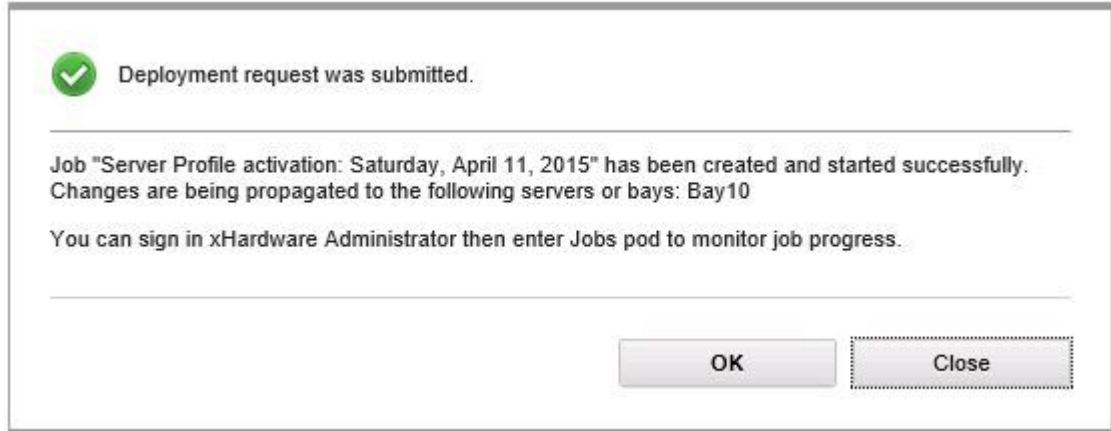 Deployment request was submitted.
Job "Server Profile activation: Saturday, April 11, 2015" has been created and started successfully.
Changes are being propagated to the following servers or bays: Bay10
You can sign in xHardware Administrator then enter Jobs pod to monitor job progress.
OK
Close